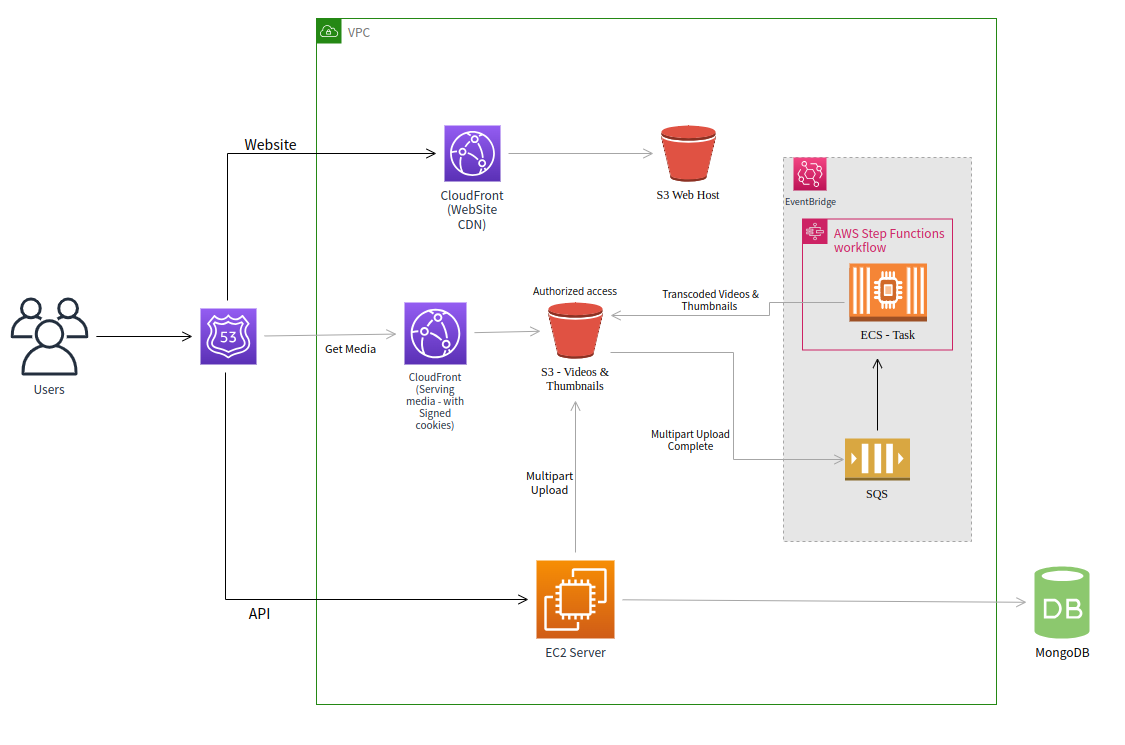 VPC
Website
CloudFront
(WebSite
CDN)
S3 Web Host
EventBridge
AWS Step Functions
workflow
ECS - Task
Transcoded Videos &
Thumbnails
Authorized access
S3 - Videos &
Thumbnails
Users
53
Get Media
CloudFront
(Serving
media - with
Signed
cookies)
Multipart Upload
Complete
SQS
Multipart
Upload
API
EC2 Server
DB
MongoDB